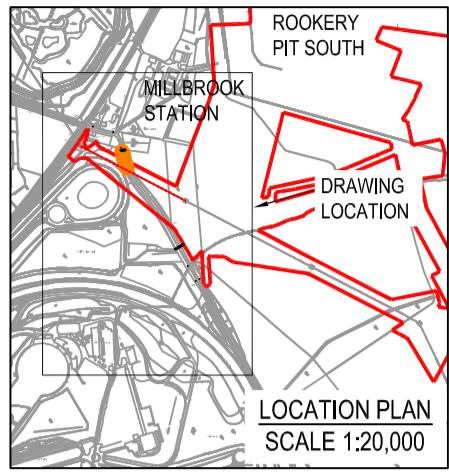 ROOKERY
PIT SOUTH
MILLBROOK
STATION
DRAWING
LOCATION
LOCATION PLAN
SCALE 1:20,000